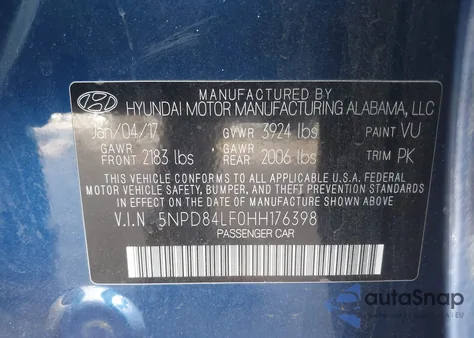 MANUFACTURED BY
HYUNDAI MOTOR MANUFACTURING ALABAMA, LLC
Jan/04/17 GVWR 3924 lbs PAINT VU
GAWR FRONT 2183 lbs GAWR REAR 2006 lbs TRIM PK
THIS VEHICLE CONFORMS TO ALL APPLICABLE U.S.A. FEDERAL
MOTOR VEHICLE SAFETY, BUMPER, AND THEFT PREVENTION STANDARDS
IN EFFECT ON THE DATE OF MANUFACTURE SHOWN ABOVE.
V.I.N 5NPD84LF0HH176398
PASSENGER CAR
autoSnap